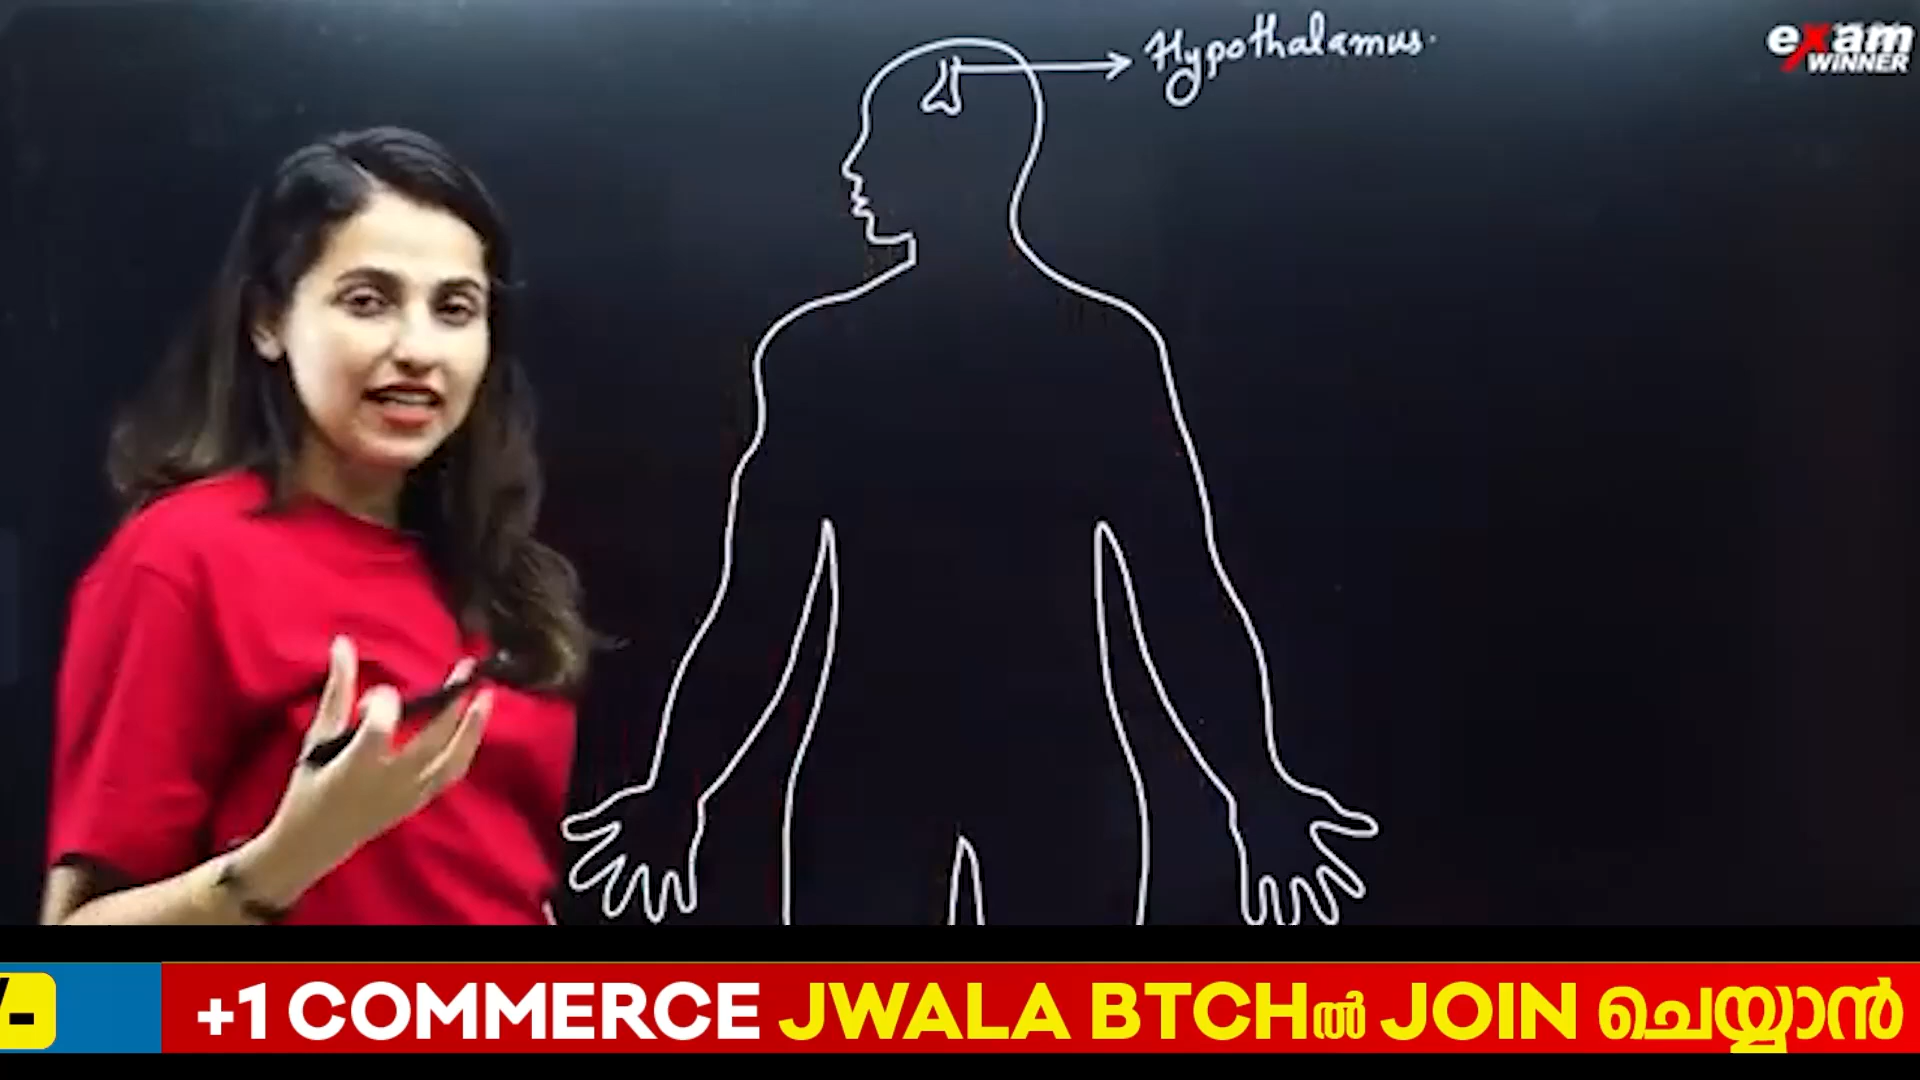 Hypothalamus.
exam
WINNER
/-
+1 COMMERCE JWALA BTCHൽ JOIN ചെയ്യാൻ